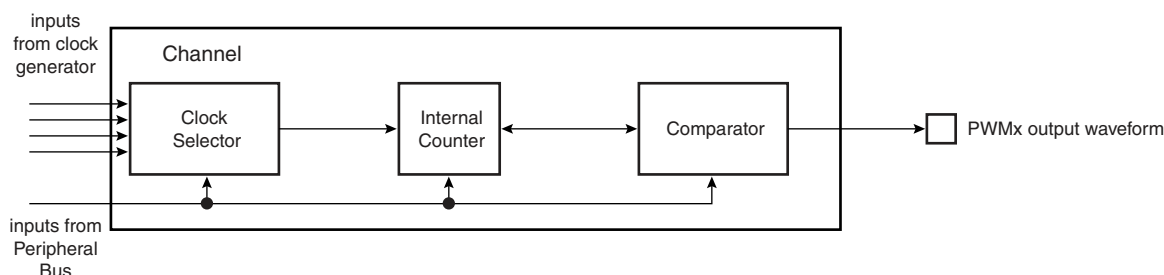 inputs
from clock
generator
Channel
Clock
Selector
Internal
Counter
Comparator
PWMx output waveform
inputs from
Peripheral
Bus